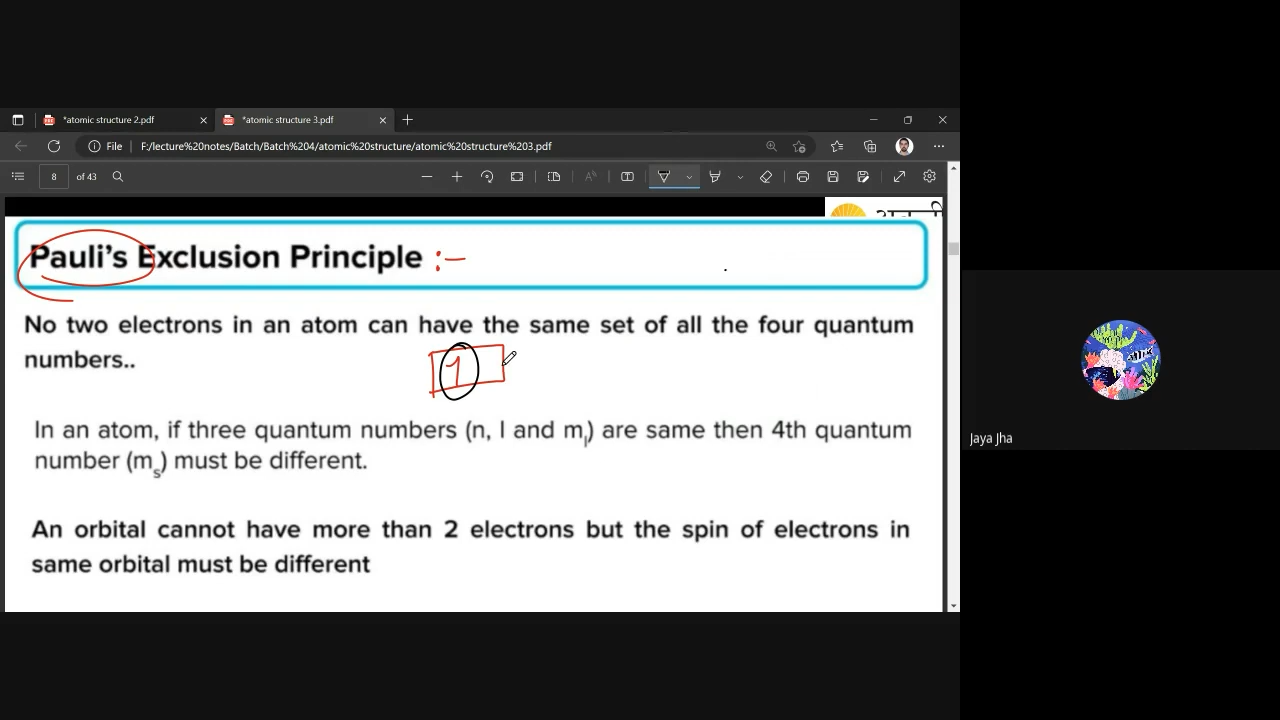 *atomic structure 2.pdf
*atomic structure 3.pdf
File
F:/lecture%20notes/Batch/Batch%204/atomic%20structure/atomic%20structure%203.pdf
8 of 43
Pauli's Exclusion Principle :-
No two electrons in an atom can have the same set of all the four quantum
numbers..
1
In an atom, if three quantum numbers (n, l and mₗ) are same then 4th quantum
number (mₛ) must be different.
An orbital cannot have more than 2 electrons but the spin of electrons in
same orbital must be different
Jaya Jha